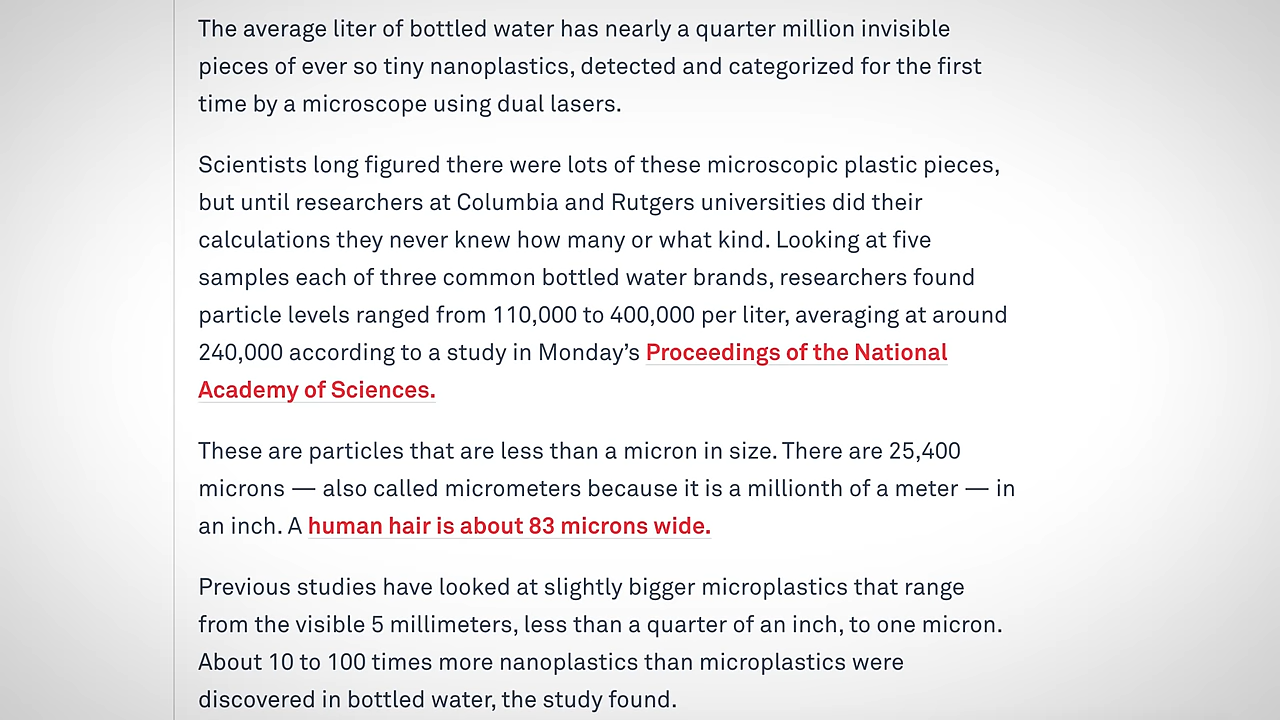 The average liter of bottled water has nearly a quarter million invisible
pieces of ever so tiny nanoplastics, detected and categorized for the first
time by a microscope using dual lasers.
Scientists long figured there were lots of these microscopic plastic pieces,
but until researchers at Columbia and Rutgers universities did their
calculations they never knew how many or what kind. Looking at five
samples each of three common bottled water brands, researchers found
particle levels ranged from 110,000 to 400,000 per liter, averaging at around
240,000 according to a study in Monday’s Proceedings of the National
Academy of Sciences.
These are particles that are less than a micron in size. There are 25,400
microns — also called micrometers because it is a millionth of a meter — in
an inch. A human hair is about 83 microns wide.
Previous studies have looked at slightly bigger microplastics that range
from the visible 5 millimeters, less than a quarter of an inch, to one micron.
About 10 to 100 times more nanoplastics than microplastics were
discovered in bottled water, the study found.